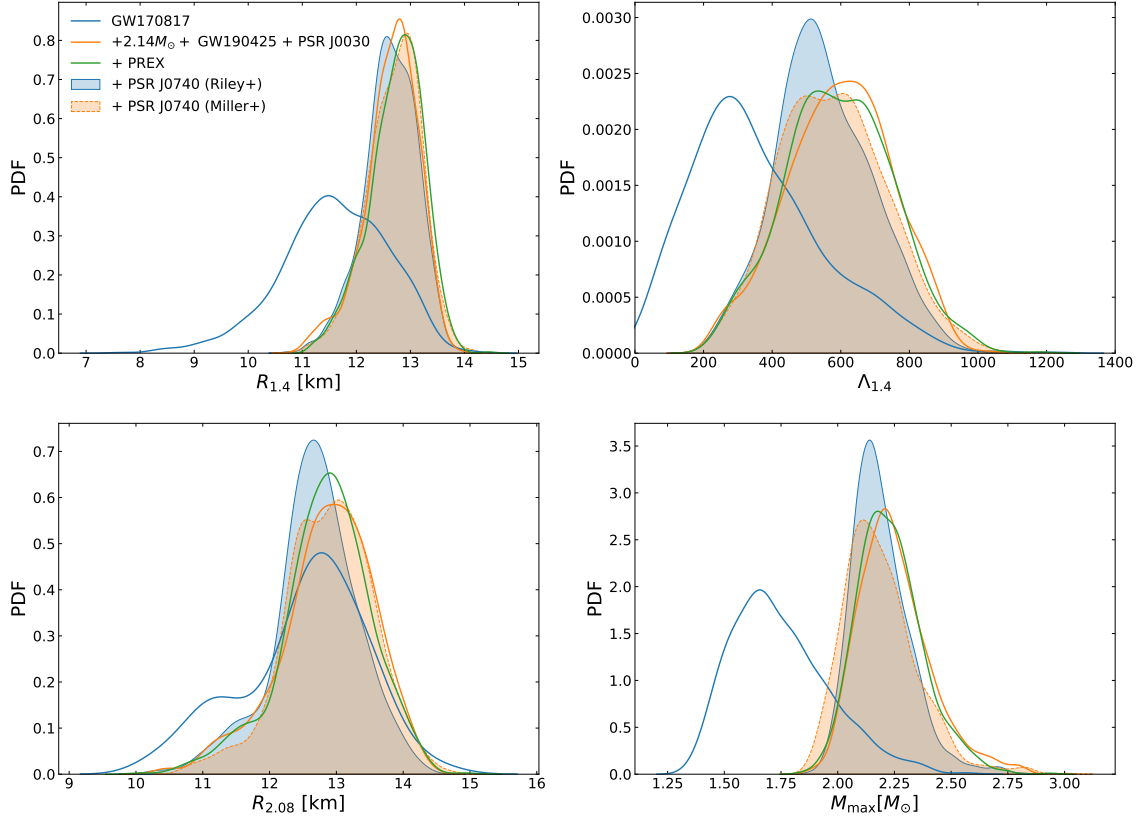 GW170817
+2.14M⊙ + GW190425 + PSR J0030
+ PREX
+ PSR J0740 (Riley+)
+ PSR J0740 (Miller+)
PDF
0.0 0.1 0.2 0.3 0.4 0.5 0.6 0.7 0.8
7 8 9 10 11 12 13 14 15
R1.4 [km]
PDF
0.0000 0.0005 0.0010 0.0015 0.0020 0.0025 0.0030
0 200 400 600 800 1000 1200 1400
Λ1.4
PDF
0.0 0.1 0.2 0.3 0.4 0.5 0.6 0.7
9 10 11 12 13 14 15 16
R2.08 [km]
PDF
0.0 0.5 1.0 1.5 2.0 2.5 3.0 3.5
1.25 1.50 1.75 2.00 2.25 2.50 2.75 3.00
Mmax[M⊙]